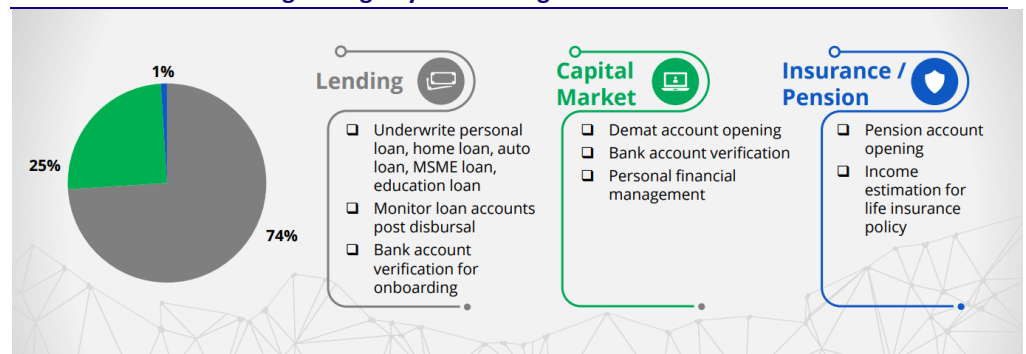 1%
25%
74%
Lending
Underwrite personal
loan, home loan, auto
loan, MSME loan,
education loan
Monitor loan accounts
post disbursal
Bank account
verification for
onboarding
Capital
Market
Demat account opening
Bank account verification
Personal financial
management
Insurance /
Pension
Pension account
opening
Income
estimation for
life insurance
policy